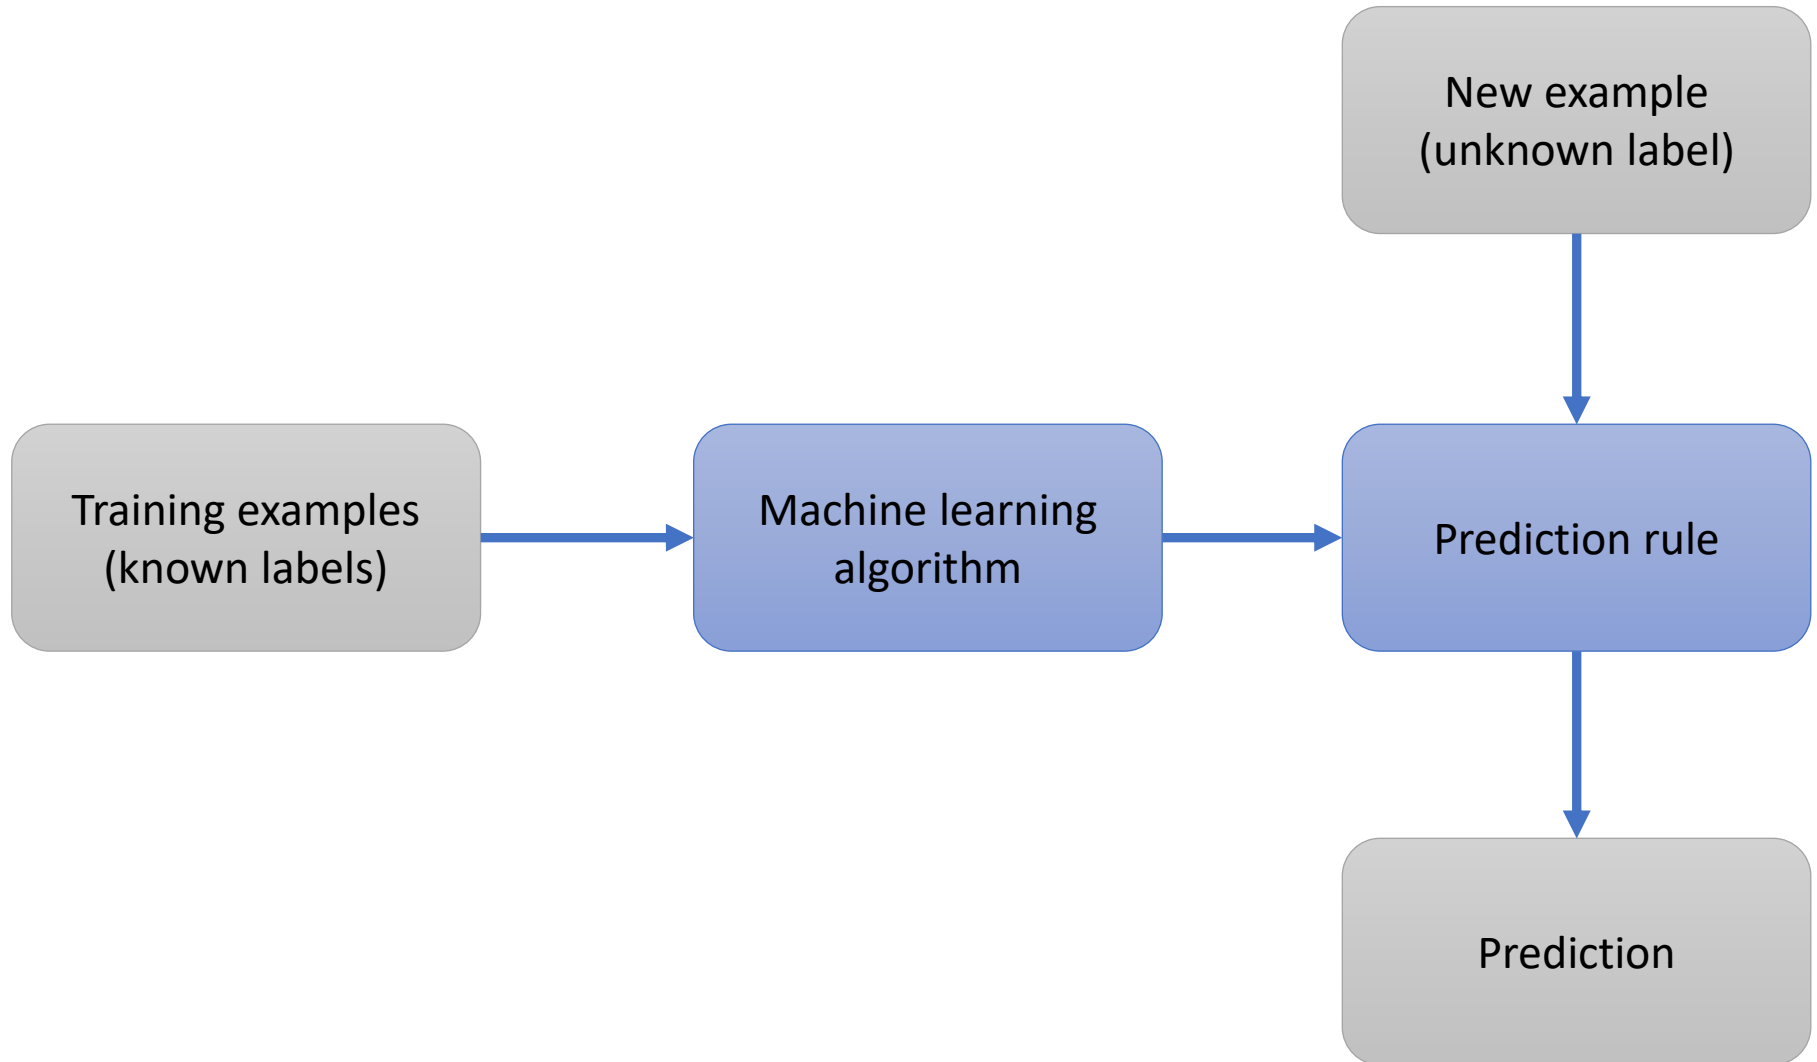 New example
(unknown label)
Training examples
(known labels)
Machine learning
algorithm
Prediction rule
Prediction